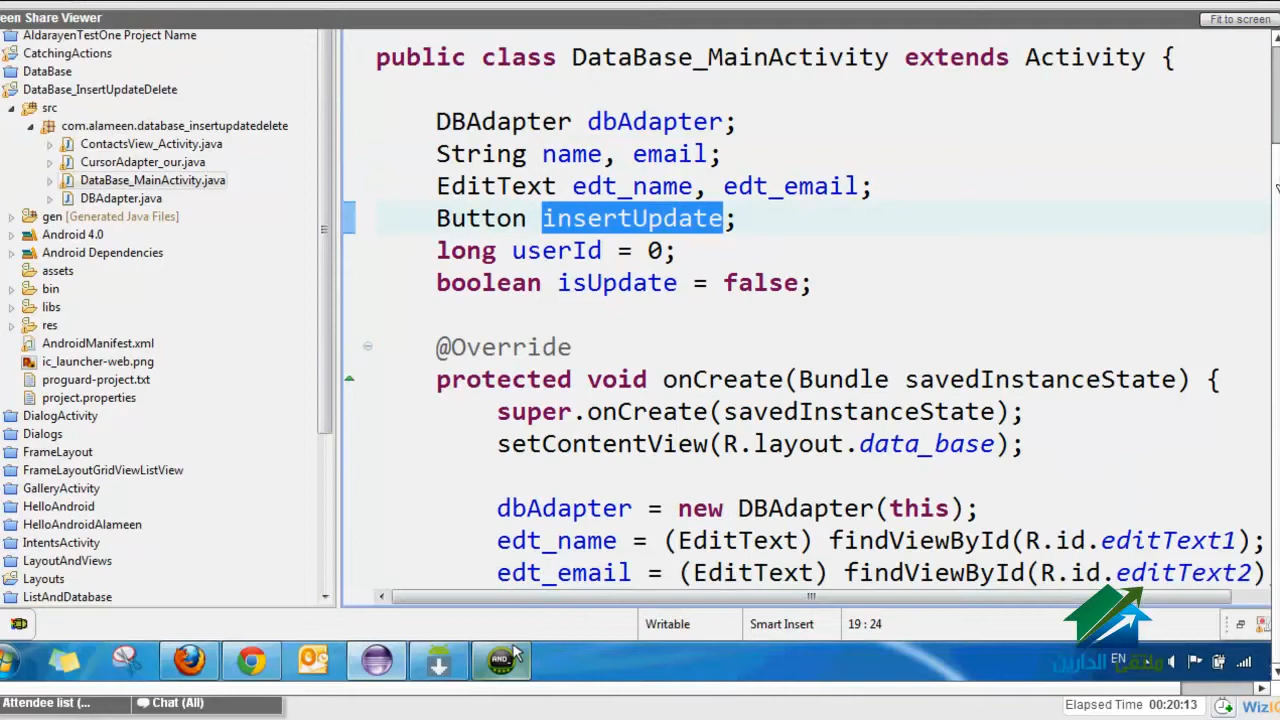 een Share Viewer
Fit to screen
AldarayenTestOne Project Name
CatchingActions
DataBase
DataBase_InsertUpdateDelete
src
com.alameen.database_insertupdatedelete
ContactsView_Activity.java
CursorAdapter_our.java
DataBase_MainActivity.java
DBAdapter.java
gen [Generated Java Files]
Android 4.0
Android Dependencies
assets
bin
libs
res
AndroidManifest.xml
ic_launcher-web.png
proguard-project.txt
project.properties
DialogActivity
Dialogs
FrameLayout
FrameLayoutGridViewListView
GalleryActivity
HelloAndroid
HelloAndroidAlameen
IntentsActivity
LayoutAndViews
Layouts
ListAndDatabase
public class DataBase_MainActivity extends Activity {
DBAdapter dbAdapter;
String name, email;
EditText edt_name, edt_email;
Button insertUpdate;
long userId = 0;
boolean isUpdate = false;
@Override
protected void onCreate(Bundle savedInstanceState) {
super.onCreate(savedInstanceState);
setContentView(R.layout.data_base);
dbAdapter = new DBAdapter(this);
edt_name = (EditText) findViewById(R.id.editText1);
edt_email = (EditText) findViewById(R.id.editText2)
Writable
Smart Insert
19 : 24
AND
EN
ملتقى الدارين
Attendee list (...
Chat (All)
Elapsed Time 00:20:13
WizI